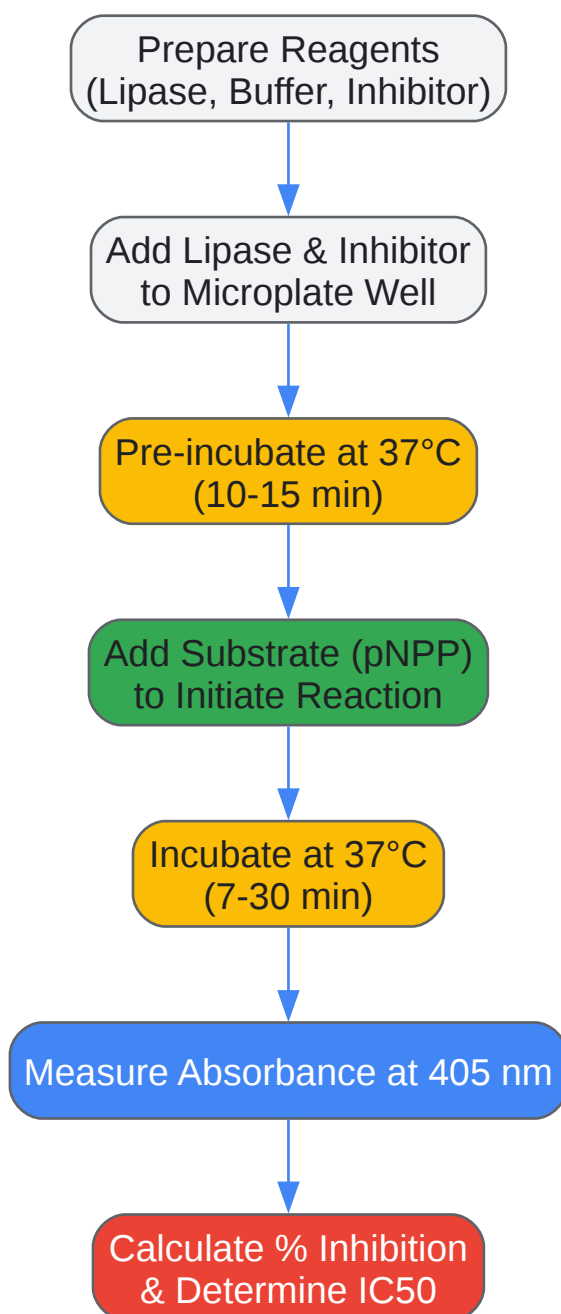 Prepare Reagents
(Lipase, Buffer, Inhibitor)
Add Lipase & Inhibitor
to Microplate Well
Pre-incubate at 37°C
(10-15 min)
Add Substrate (pNPP)
to Initiate Reaction
Incubate at 37°C
(7-30 min)
Measure Absorbance at 405 nm
Calculate % Inhibition
& Determine IC50